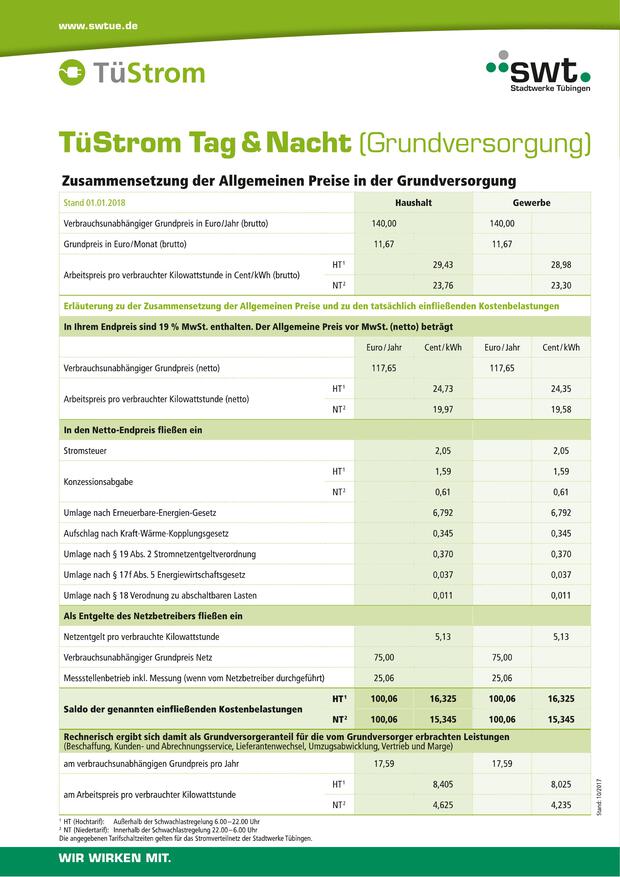 www.swtue.de
TüStrom
swt.
Stadtwerke Tübingen
TüStrom Tag & Nacht (Grundversorgung)
Zusammensetzung der Allgemeinen Preise in der Grundversorgung
Stand 01.01.2018 Haushalt Gewerbe
Verbrauchsunabhängiger Grundpreis in Euro/Jahr (brutto) 140,00 140,00
Grundpreis in Euro/Monat (brutto) 11,67 11,67
Arbeitspreis pro verbrauchter Kilowattstunde in Cent/kWh (brutto)
HT¹ 29,43 28,98
NT² 23,76 23,30
Erläuterung zu der Zusammensetzung der Allgemeinen Preise und zu den tatsächlich einfließenden Kostenbelastungen
In Ihrem Endpreis sind 19 % MwSt. enthalten. Der Allgemeine Preis vor MwSt. (netto) beträgt
Euro/Jahr Cent/kWh Euro/Jahr Cent/kWh
Verbrauchsunabhängiger Grundpreis (netto) 117,65 117,65
Arbeitspreis pro verbrauchter Kilowattstunde (netto)
HT¹ 24,73 24,35
NT² 19,97 19,58
In den Netto-Endpreis fließen ein
Stromsteuer 2,05 2,05
Konzessionsabgabe
HT¹ 1,59 1,59
NT² 0,61 0,61
Umlage nach Erneuerbare-Energien-Gesetz 6,792 6,792
Aufschlag nach Kraft-Wärme-Kopplungsgesetz 0,345 0,345
Umlage nach § 19 Abs. 2 Stromnetzentgeltverordnung 0,370 0,370
Umlage nach § 17f Abs. 5 Energiewirtschaftsgesetz 0,037 0,037
Umlage nach § 18 Verodnung zu abschaltbaren Lasten 0,011 0,011
Als Entgelte des Netzbetreibers fließen ein
Netzentgelt pro verbrauchte Kilowattstunde 5,13 5,13
Verbrauchsunabhängiger Grundpreis Netz 75,00 75,00
Messstellenbetrieb inkl. Messung (wenn vom Netzbetreiber durchgeführt) 25,06 25,06
Saldo der genannten einfließenden Kostenbelastungen
HT¹ 100,06 16,325 100,06 16,325
NT² 100,06 15,345 100,06 15,345
Rechnerisch ergibt sich damit als Grundversorgeranteil für die vom Grundversorger erbrachten Leistungen
(Beschaffung, Kunden- und Abrechnungsservice, Lieferantenwechsel, Umzugsabwicklung, Vertrieb und Marge)
am verbrauchsunabhängigen Grundpreis pro Jahr 17,59 17,59
am Arbeitspreis pro verbrauchter Kilowattstunde
HT¹ 8,405 8,025
NT² 4,625 4,235
Stand: 10/2017
¹ HT (Hochtarif): Außerhalb der Schwachlastregelung 6.00–22.00 Uhr
² NT (Niedertarif): Innerhalb der Schwachlastregelung 22.00–6.00 Uhr
Die angegebenen Tarifschaltzeiten gelten für das Stromverteilnetz der Stadtwerke Tübingen.
WIR WIRKEN MIT.